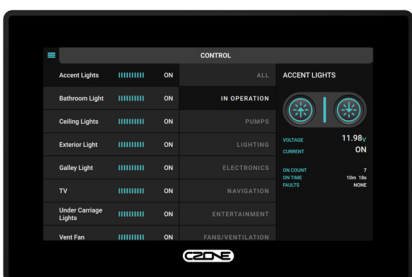 CONTROL
Accent Lights ON
Bathroom Light ON
Ceiling Lights ON
Exterior Light ON
Galley Light ON
TV ON
Under Carriage
Lights ON
Vent Fan ON
ALL
IN OPERATION
PUMPS
LIGHTING
ELECTRONICS
NAVIGATION
ENTERTAINMENT
FANS/VENTILATION
ACCENT LIGHTS
VOLTAGE 11.98V
CURRENT ON
ON COUNT 7
ON TIME 10m 18s
FAULTS NONE
CZONE